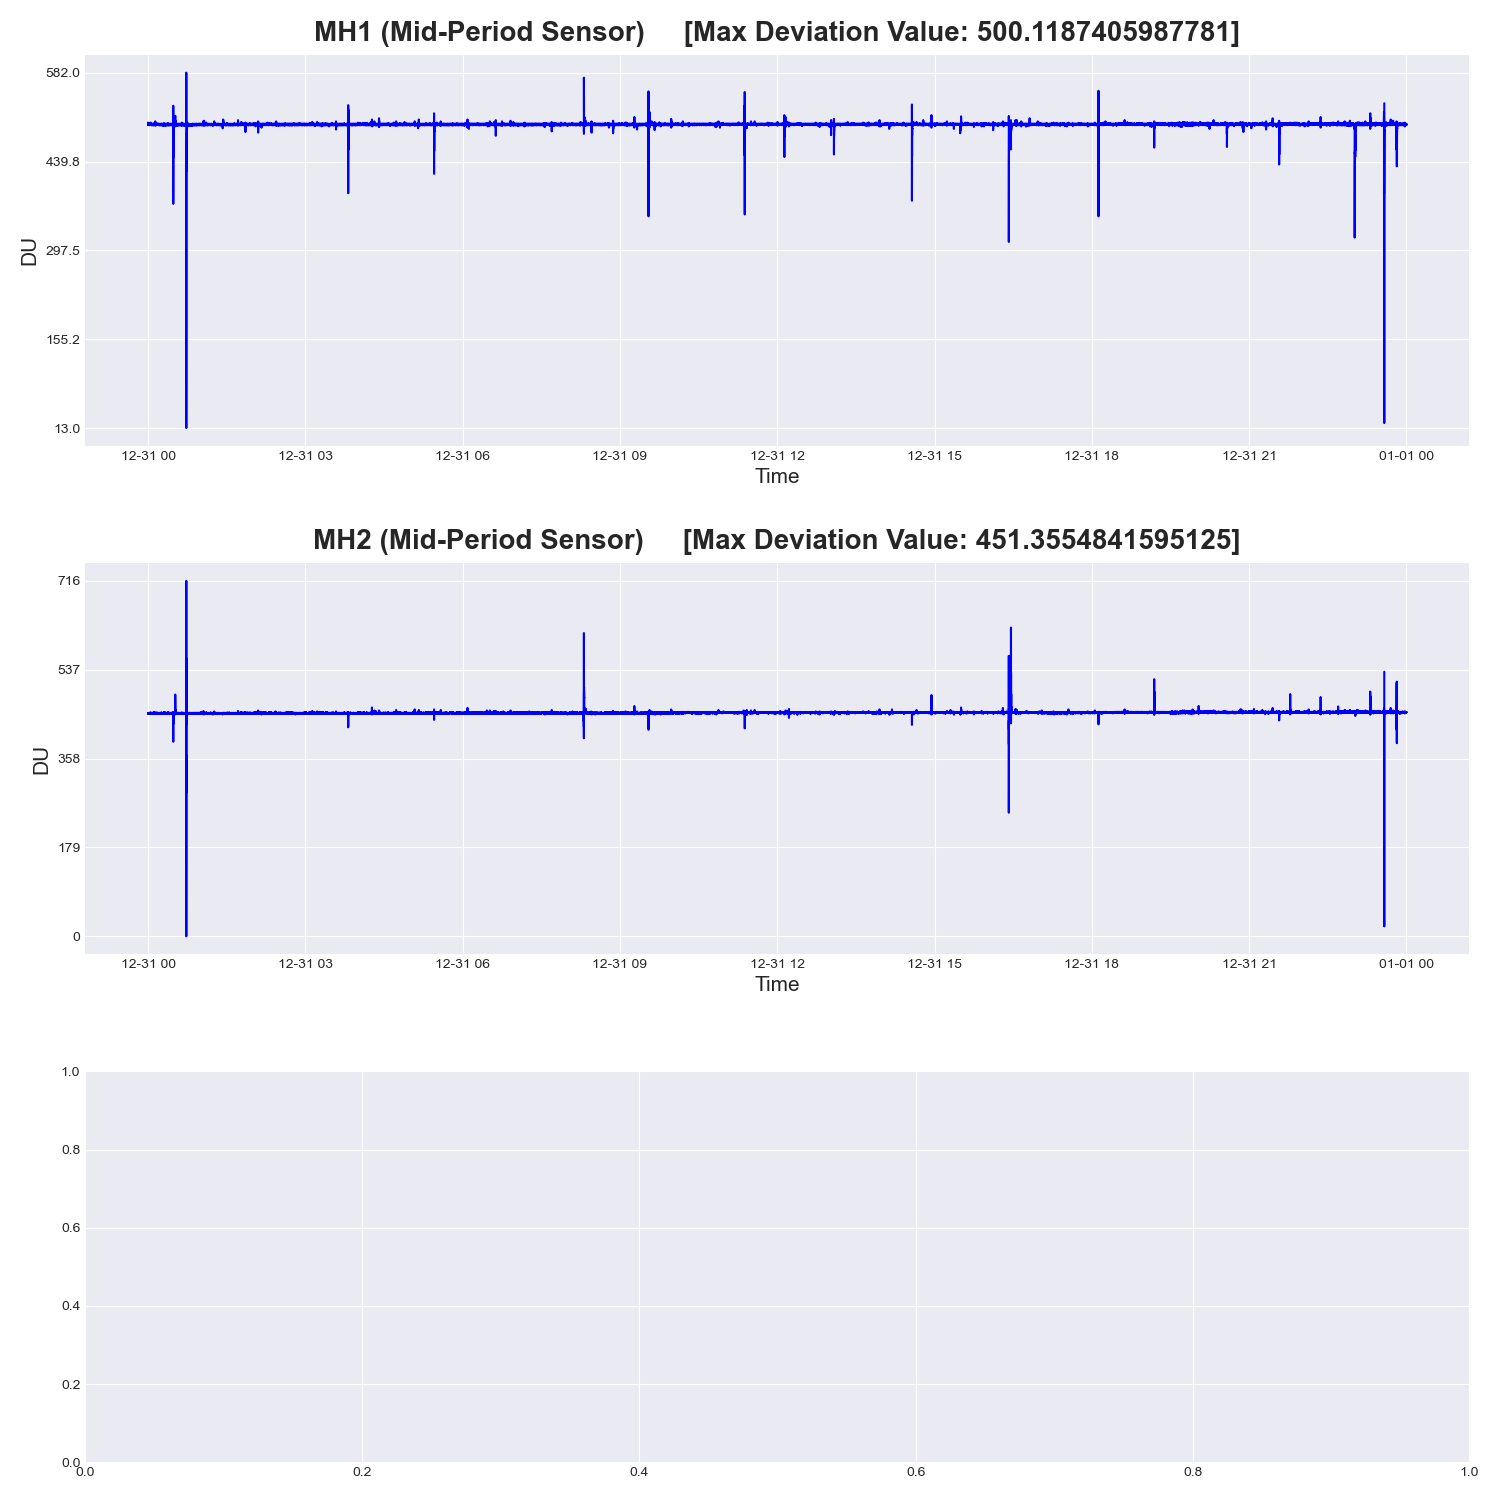 MH1 (Mid-Period Sensor) [Max Deviation Value: 500.1187405987781]
582.0
439.8
297.5
155.2
13.0
DU
12-31 00 12-31 03 12-31 06 12-31 09 12-31 12 12-31 15 12-31 18 12-31 21 01-01 00
Time
MH2 (Mid-Period Sensor) [Max Deviation Value: 451.3554841595125]
716
537
358
179
0
DU
12-31 00 12-31 03 12-31 06 12-31 09 12-31 12 12-31 15 12-31 18 12-31 21 01-01 00
Time
1.0
0.8
0.6
0.4
0.2
0.0
0.0 0.2 0.4 0.6 0.8 1.0